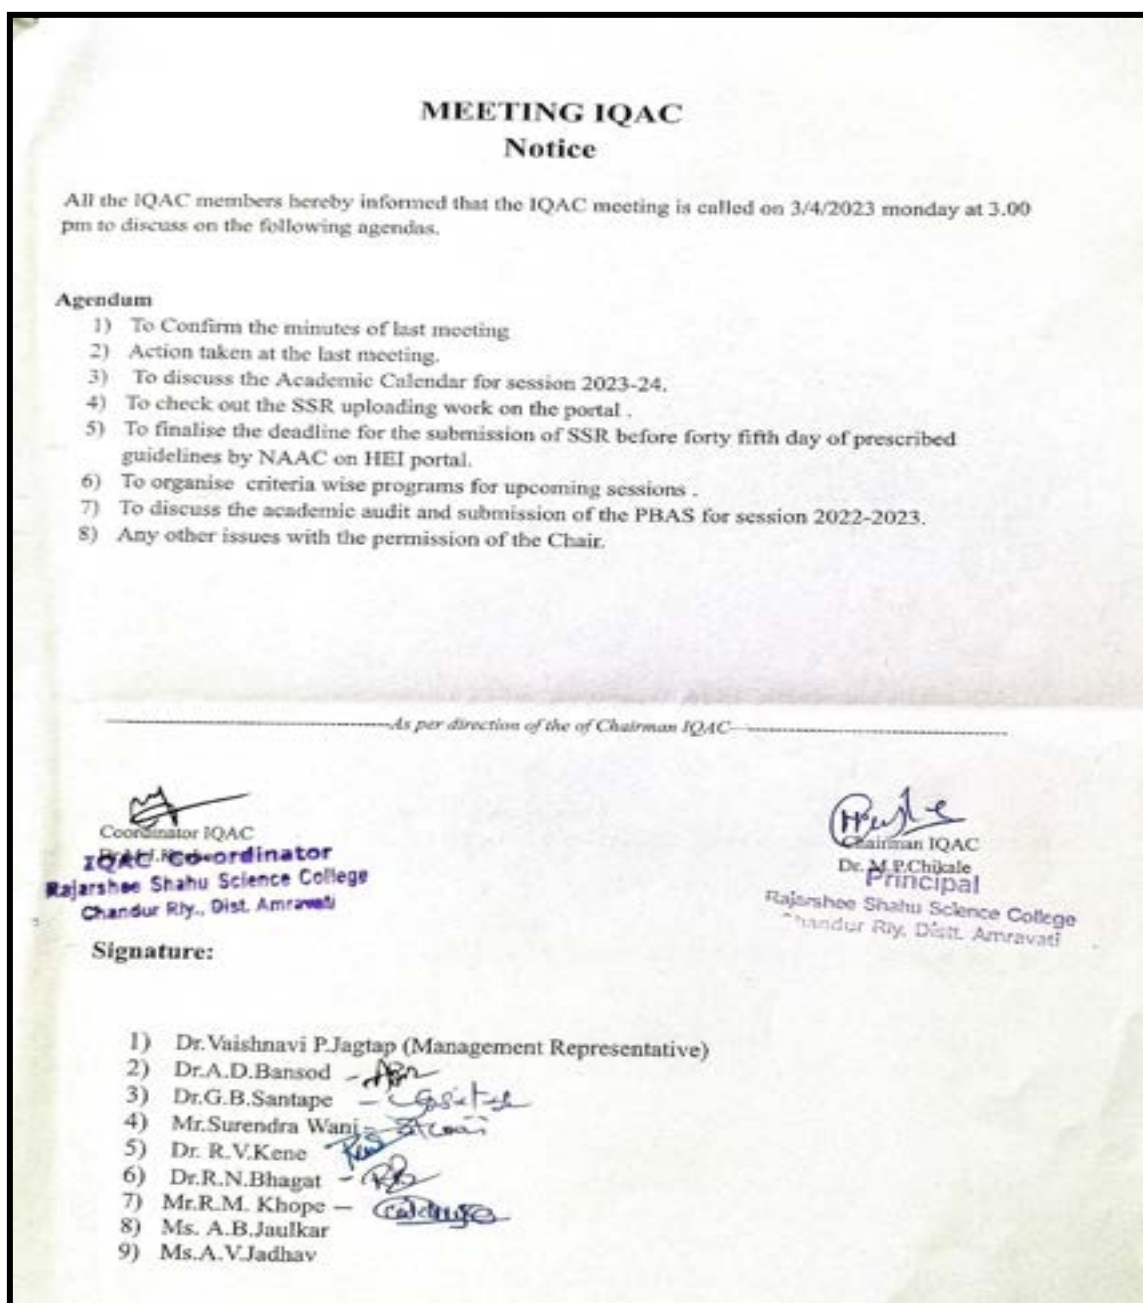 MEETING IQAC
Notice
All the IQAC members hereby informed that the IQAC meeting is called on 3/4/2023 monday at 3.00
pm to discuss on the following agendas.
Agendum
1) To Confirm the minutes of last meeting
2) Action taken at the last meeting.
3) To discuss the Academic Calendar for session 2023-24.
4) To check out the SSR uploading work on the portal .
5) To finalise the deadline for the submission of SSR before forty fifth day of prescribed
guidelines by NAAC on HEI portal.
6) To organise criteria wise programs for upcoming sessions .
7) To discuss the academic audit and submission of the PBAS for session 2022-2023.
8) Any other issues with the permission of the Chair.
-As per direction of the of Chairman IQAC-
Coordinator IQAC
IQAC Co-ordinator
Rajarshee Shahu Science College
Chandur Rly., Dist. Amravati
Chairman IQAC
Dr. M.P.Chikale
Principal
Rajarshee Shahu Science College
Chandur Rly. Distt. Amravati
Signature:
1) Dr.Vaishnavi P.Jagtap (Management Representative)
2) Dr.A.D.Bansod -
3) Dr.G.B.Santape -
4) Mr.Surendra Wani -
5) Dr. R.V.Kene
6) Dr.R.N.Bhagat -
7) Mr.R.M. Khope -
8) Ms. A.B.Jaulkar
9) Ms.A.V.Jadhav